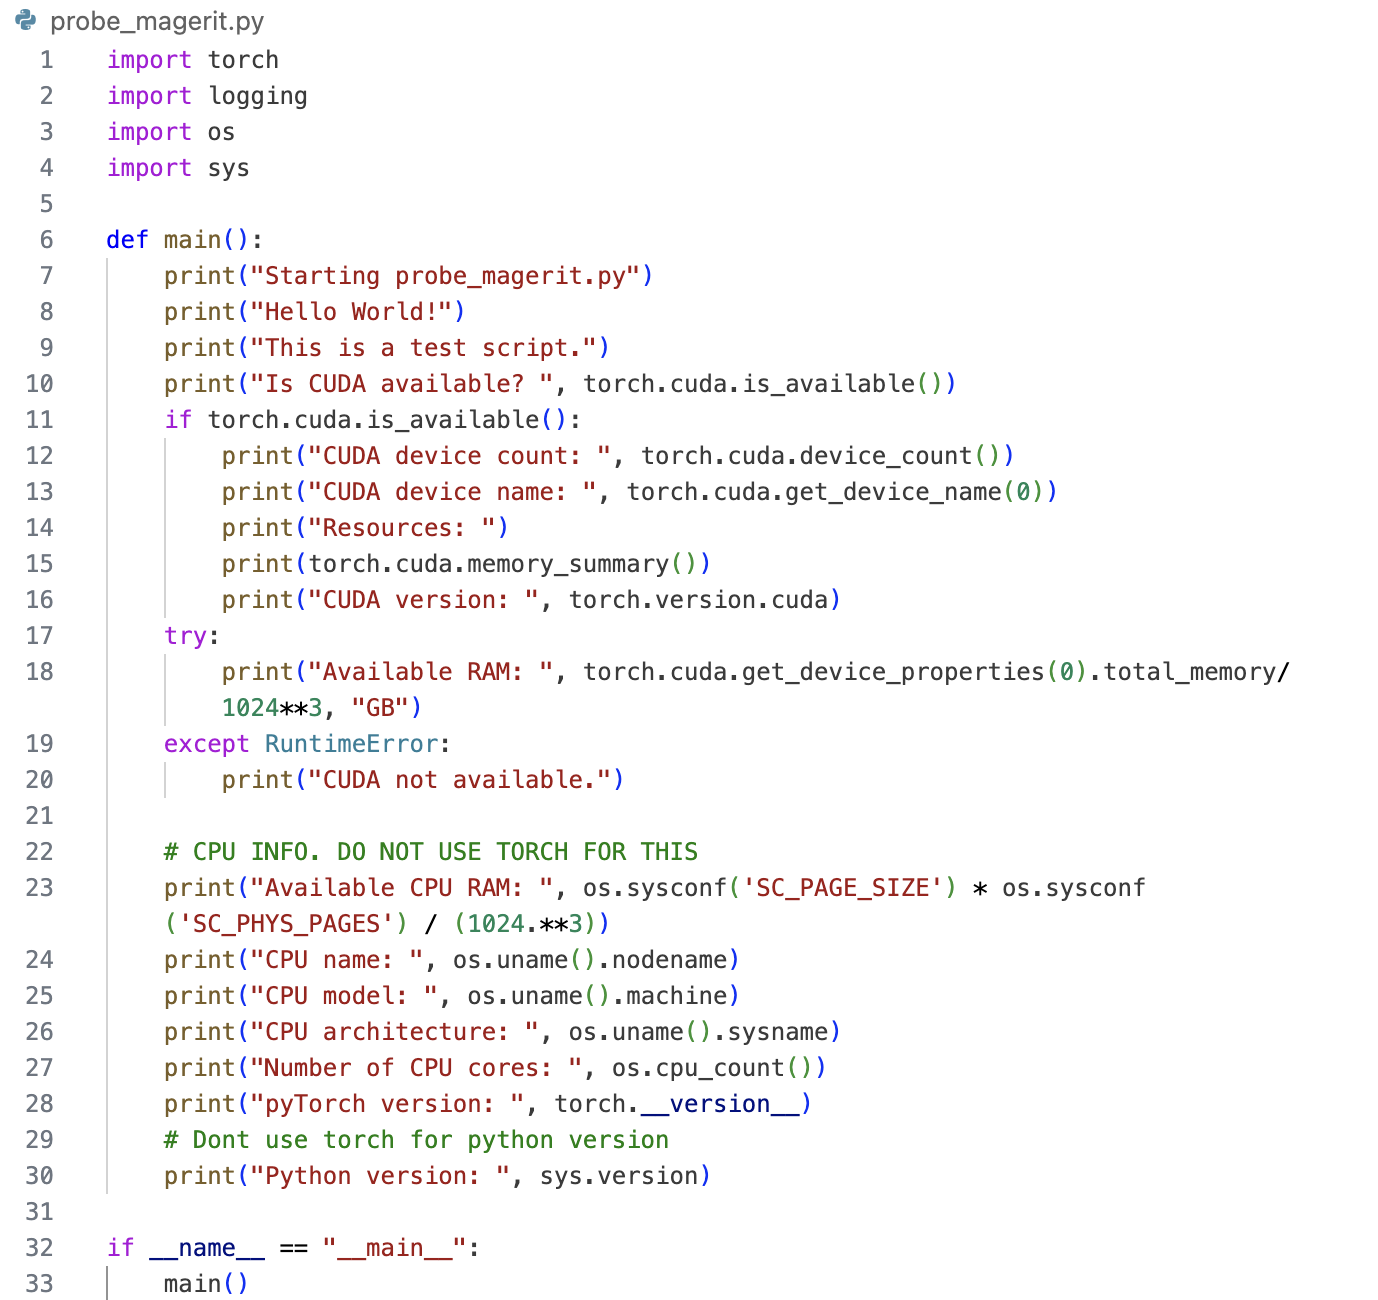 probe_magerit.py
1 import torch
2 import logging
3 import os
4 import sys
5
6 def main():
7     print("Starting probe_magerit.py")
8     print("Hello World!")
9     print("This is a test script.")
10     print("Is CUDA available? ", torch.cuda.is_available())
11     if torch.cuda.is_available():
12         print("CUDA device count: ", torch.cuda.device_count())
13         print("CUDA device name: ", torch.cuda.get_device_name(0))
14         print("Resources: ")
15         print(torch.cuda.memory_summary())
16         print("CUDA version: ", torch.version.cuda)
17     try:
18         print("Available RAM: ", torch.cuda.get_device_properties(0).total_memory/
        1024**3, "GB")
19     except RuntimeError:
20         print("CUDA not available.")
21
22     # CPU INFO. DO NOT USE TORCH FOR THIS
23     print("Available CPU RAM: ", os.sysconf('SC_PAGE_SIZE') * os.sysconf
    ('SC_PHYS_PAGES') / (1024.**3))
24     print("CPU name: ", os.uname().nodename)
25     print("CPU model: ", os.uname().machine)
26     print("CPU architecture: ", os.uname().sysname)
27     print("Number of CPU cores: ", os.cpu_count())
28     print("pyTorch version: ", torch.__version__)
29     # Dont use torch for python version
30     print("Python version: ", sys.version)
31
32 if __name__ == "__main__":
33     main()